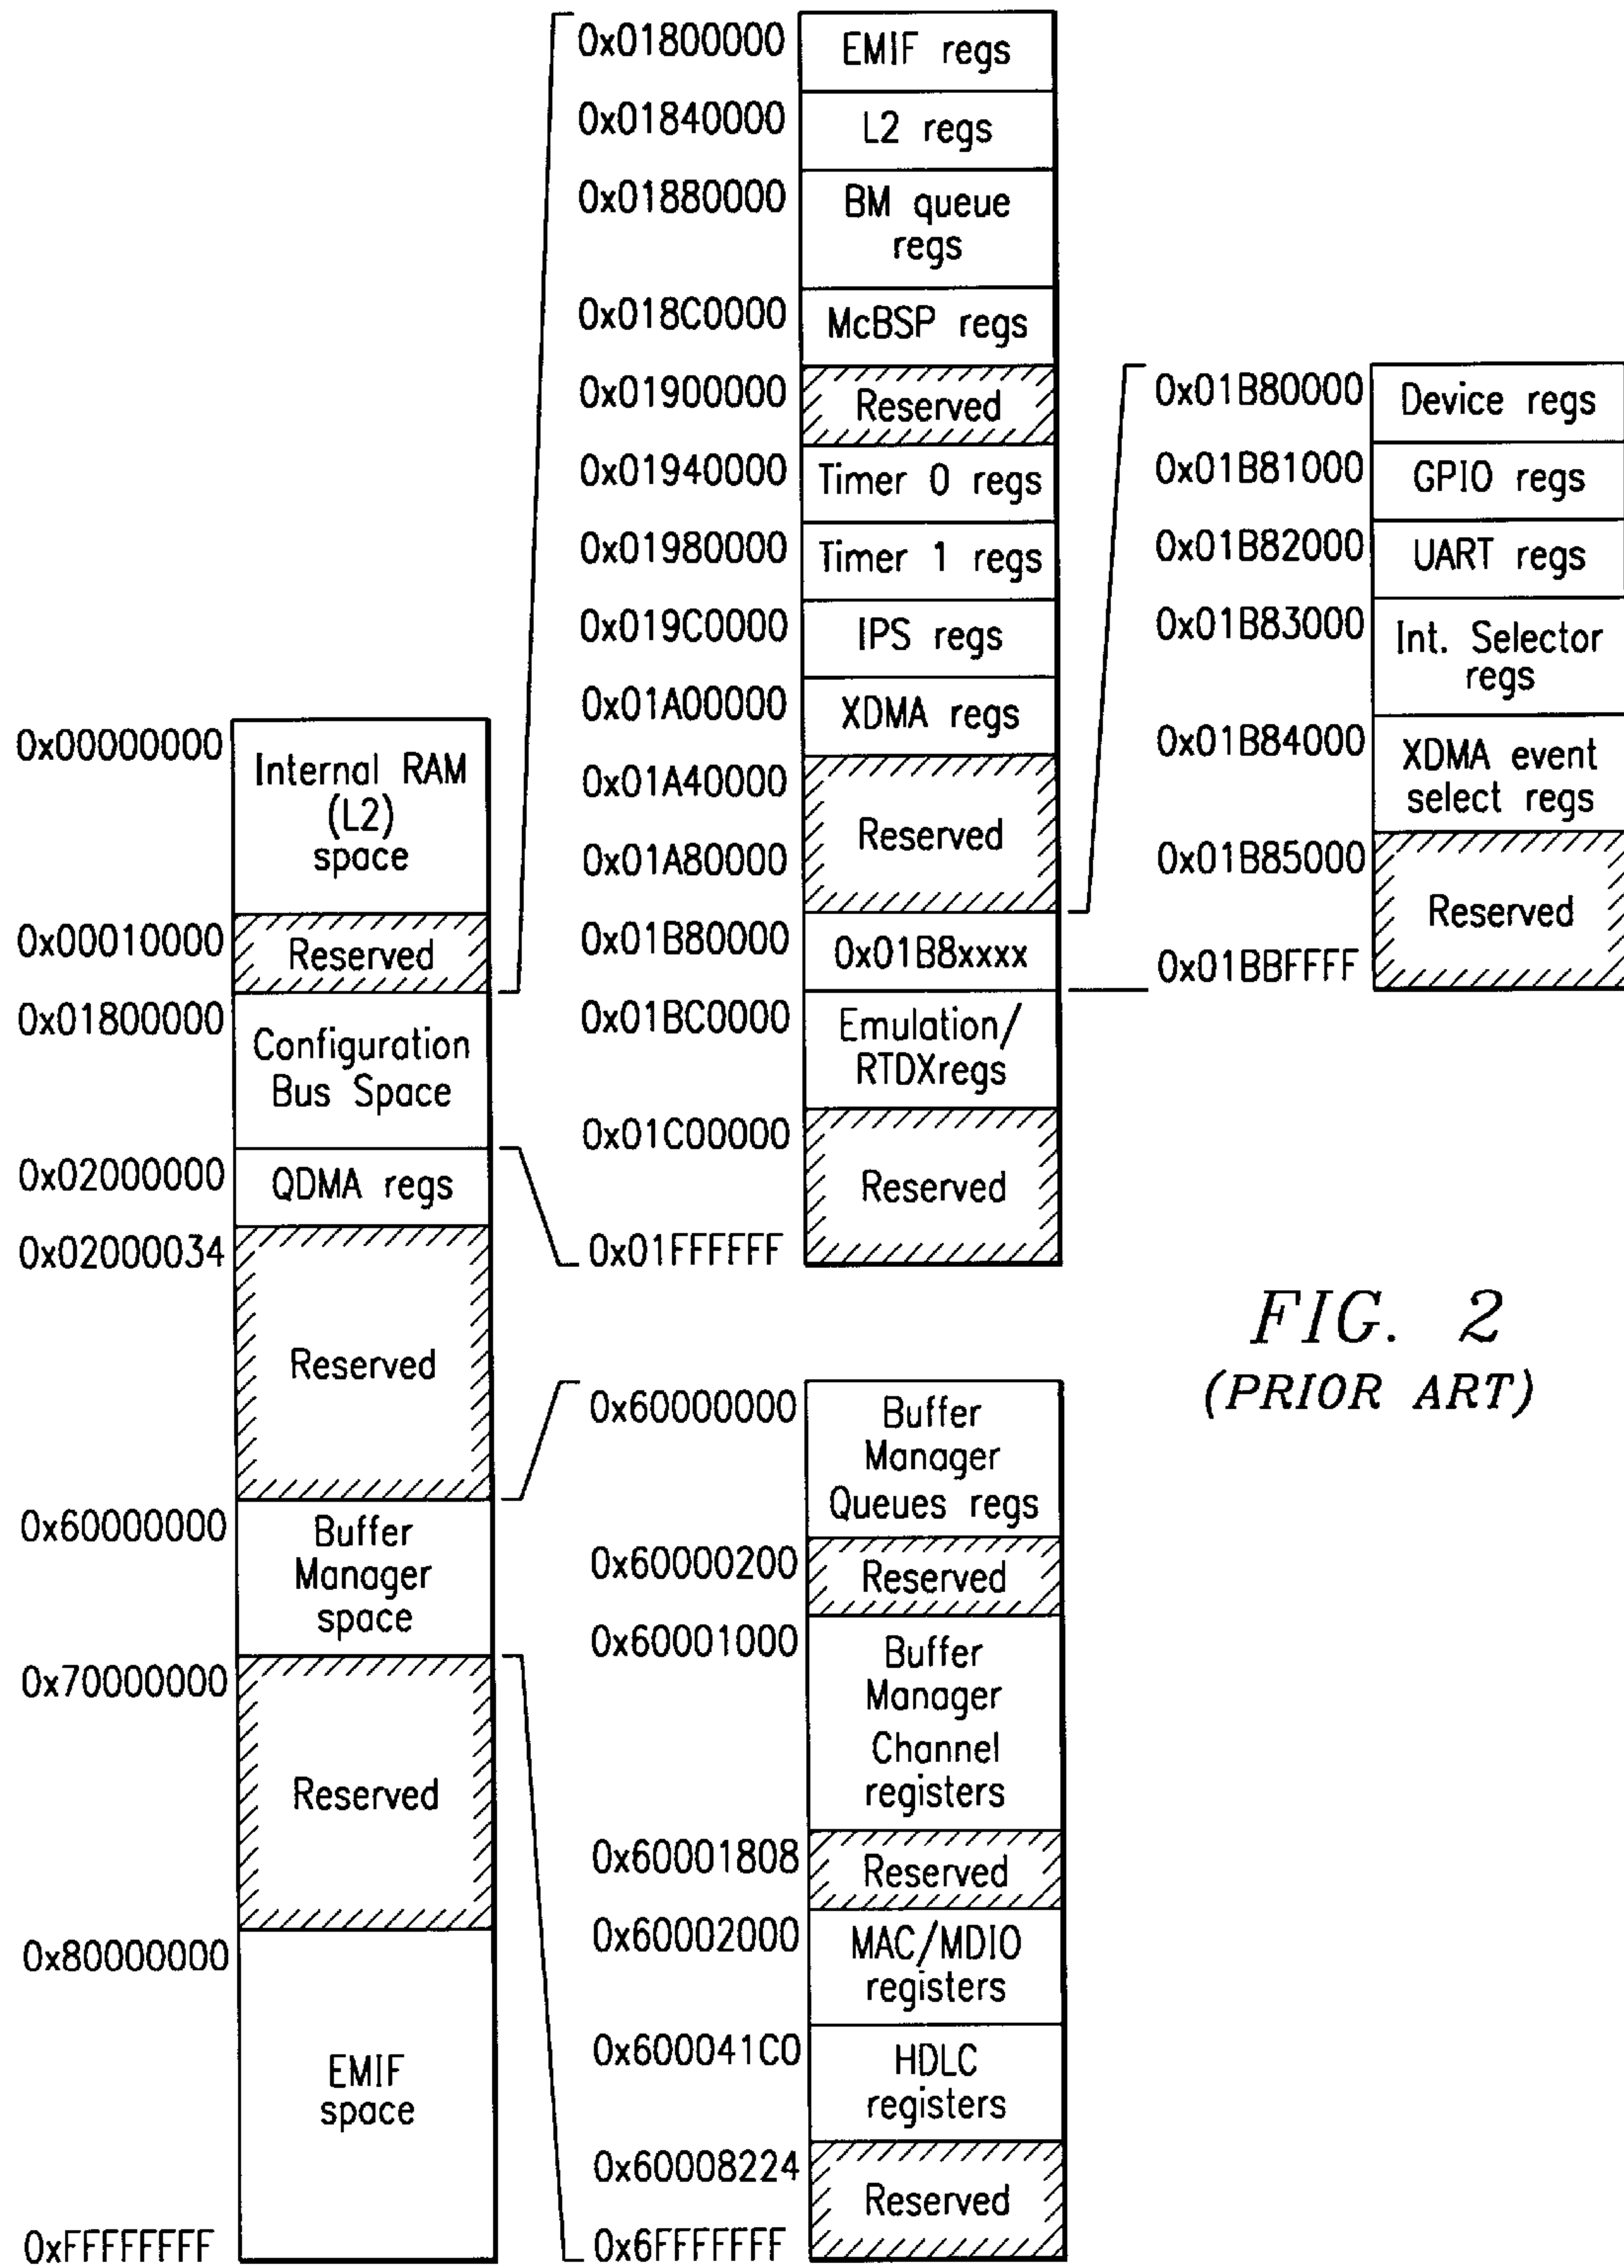 0x01800000 EMIF regs
0x01840000 L2 regs
0x01880000 BM queue
regs
0x018C0000 McBSP regs
0x01900000 Reserved
0x01940000 Timer 0 regs
0x01980000 Timer 1 regs
0x019C0000 IPS regs
0x01A00000 XDMA regs
0x01A40000
Reserved
0x01A80000
0x01B80000 0x01B8xxxx
0x01BC0000 Emulation/
RTDXregs
0x01C00000
Reserved
0x01FFFFFF
0x01B80000 Device regs
0x01B81000 GPIO regs
0x01B82000 UART regs
0x01B83000 Int. Selector
regs
0x01B84000 XDMA event
select regs
0x01B85000
Reserved
0x01BBFFFF
0x00000000 Internal RAM
(L2)
space
0x00010000 Reserved
0x01800000 Configuration
Bus Space
0x02000000 QDMA regs
0x02000034
Reserved
0x60000000 Buffer
Manager
space
0x70000000
Reserved
0x80000000
EMIF
space
0xFFFFFFFF
0x60000000 Buffer
Manager
Queues regs
0x60000200 Reserved
0x60001000 Buffer
Manager
Channel
registers
0x60001808 Reserved
0x60002000 MAC/MDIO
registers
0x600041C0 HDLC
registers
0x60008224
Reserved
0x6FFFFFFF
FIG. 2
(PRIOR ART)